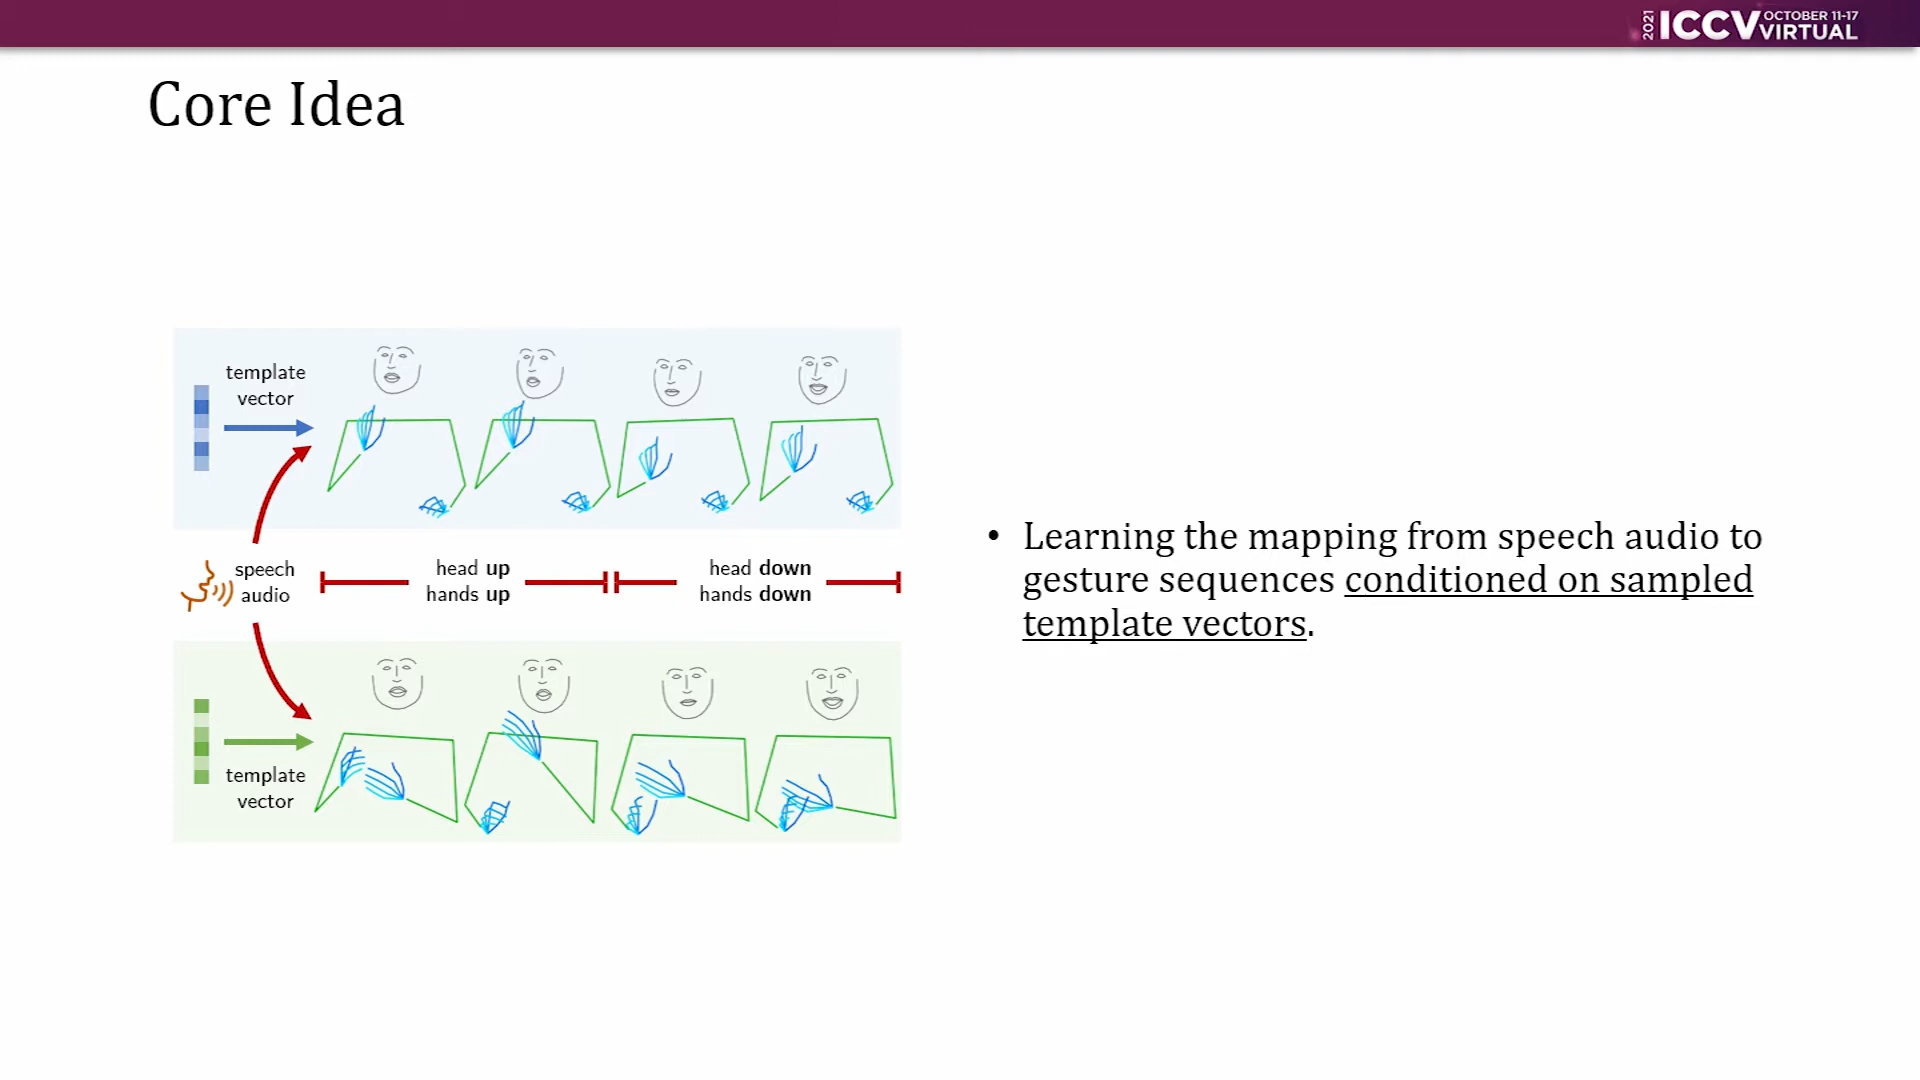 2021 ICCV OCTOBER 11-17 VIRTUAL
Core Idea
template
vector
speech
audio
head up
hands up
head down
hands down
template
vector
• Learning the mapping from speech audio to
gesture sequences conditioned on sampled
template vectors.